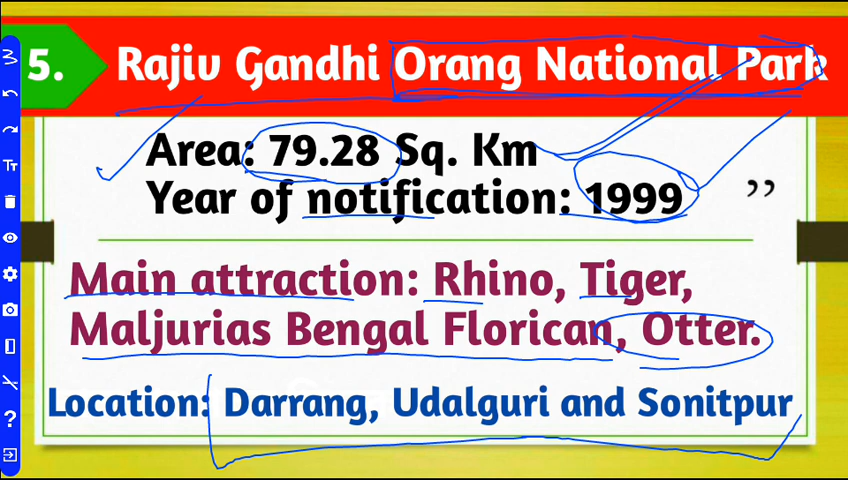 5. Rajiv Gandhi Orang National Park
Area: 79.28 Sq. Km
Year of notification: 1999 ”
Main attraction: Rhino, Tiger,
Maljurias Bengal Florican, Otter.
Location: Darrang, Udalguri and Sonitpur